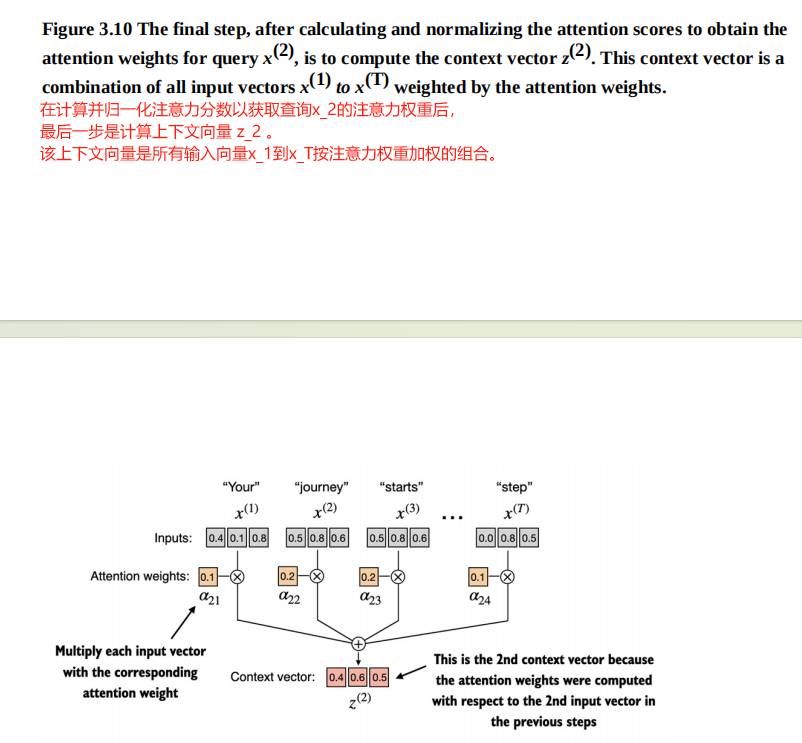 Figure 3.10 The final step, after calculating and normalizing the attention scores to obtain the
attention weights for query x(2), is to compute the context vector z(2). This context vector is a
combination of all input vectors x(1) to x(T) weighted by the attention weights.
在计算并归一化注意力分数以获取查询x_2的注意力权重后,
最后一步是计算上下文向量 z_2 。
该上下文向量是所有输入向量x_1到x_T按注意力权重加权的组合。
“Your” “journey” “starts” “step”
x(1) x(2) x(3) ... x(T)
Inputs: 0.4 0.1 0.8 0.5 0.8 0.6 0.5 0.8 0.6 0.0 0.8 0.5
Attention weights: 0.1 0.2 0.2 0.1
α21 α22 α23 α24
Multiply each input vector
with the corresponding
attention weight
Context vector: 0.4 0.6 0.5
z(2)
This is the 2nd context vector because
the attention weights were computed
with respect to the 2nd input vector in
the previous steps